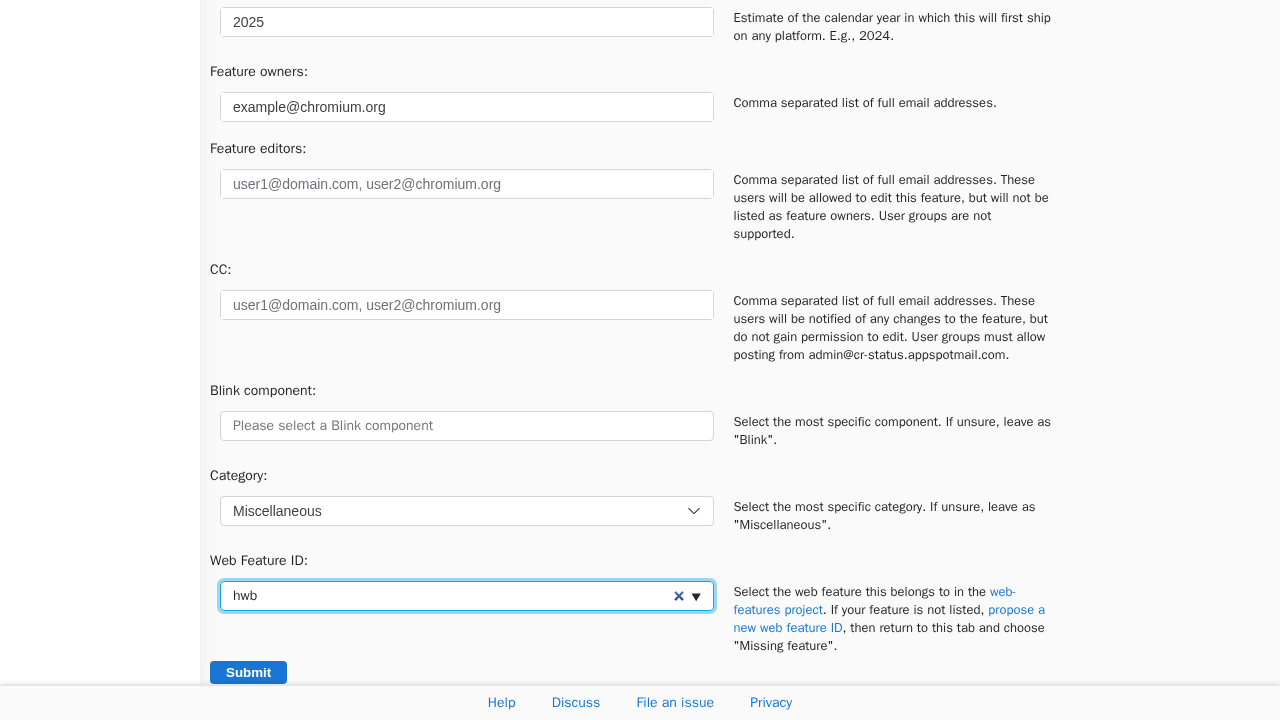 2025
Estimate of the calendar year in which this will first ship
on any platform. E.g., 2024.
Feature owners:
example@chromium.org
Comma separated list of full email addresses.
Feature editors:
user1@domain.com, user2@chromium.org
Comma separated list of full email addresses. These
users will be allowed to edit this feature, but will not be
listed as feature owners. User groups are not
supported.
CC:
user1@domain.com, user2@chromium.org
Comma separated list of full email addresses. These
users will be notified of any changes to the feature, but
do not gain permission to edit. User groups must allow
posting from admin@cr-status.appspotmail.com.
Blink component:
Please select a Blink component
Select the most specific component. If unsure, leave as
"Blink".
Category:
Miscellaneous
Select the most specific category. If unsure, leave as
"Miscellaneous".
Web Feature ID:
hwb
Select the web feature this belongs to in the web-
features project. If your feature is not listed, propose a
new web feature ID, then return to this tab and choose
"Missing feature".
Submit
Help Discuss File an issue Privacy